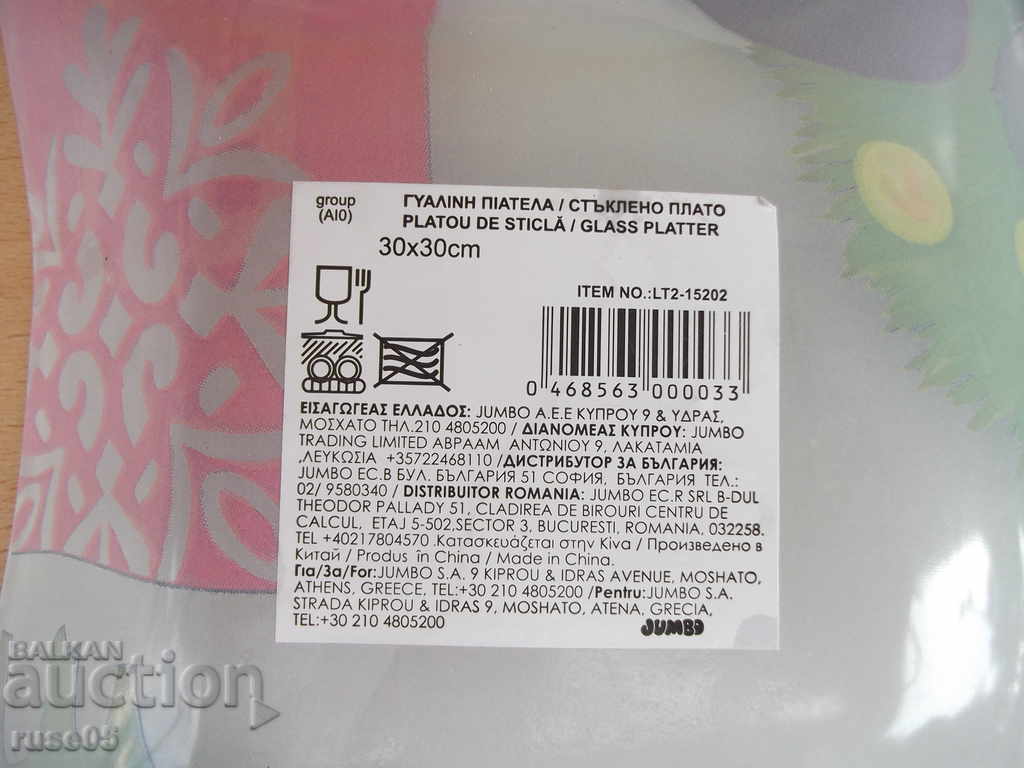 group
(AI0)
ΓΥΑΛΙΝΗ ΠΙΑΤΕΛΑ / СТЪКЛЕНО ПЛАТО
PLATOU DE STICLĂ / GLASS PLATTER
30x30cm
ITEM NO.:LT2-15202
0 468563 000033
ΕΙΣΑΓΩΓΕΑΣ ΕΛΛΑΔΟΣ: JUMBO A.E.E ΚΥΠΡΟΥ 9 & ΥΔΡΑΣ,
ΜΟΣΧΑΤΟ ΤΗΛ.210 4805200 / ΔΙΑΝΟΜΕΑΣ ΚΥΠΡΟΥ: JUMBO
TRADING LIMITED ΑΒΡΑΑΜ ΑΝΤΩΝΙΟΥ 9, ΛΑΚΑΤΑΜΙΑ
,ΛΕΥΚΩΣΙΑ +35722468110 /ДИСТРИБУТОР ЗА БЪЛГАРИЯ:
JUMBO EC.B БУЛ. БЪЛГАРИЯ 51 СОФИЯ, БЪЛГАРИЯ ТЕЛ.:
02/ 9580340 / DISTRIBUITOR ROMANIA: JUMBO EC.R SRL B-DUL
THEODOR PALLADY 51, CLADIREA DE BIROURI CENTRU DE
CALCUL, ETAJ 5-502,SECTOR 3, BUCURESTI, ROMANIA, 032258.
TEL +40217804570 .Κατασκευάζεται στην Κίνα / Произведено в
Китай / Produs în China / Made in China.
Για/За/For:JUMBO S.A. 9 KIPROU & IDRAS AVENUE, MOSHATO,
ATHENS, GREECE, TEL:+30 210 4805200 /Pentru:JUMBO S.A.
STRADA KIPROU & IDRAS 9, MOSHATO, ATENA, GRECIA,
TEL:+30 210 4805200
JUMBO
BALKAN
auction
ruse05